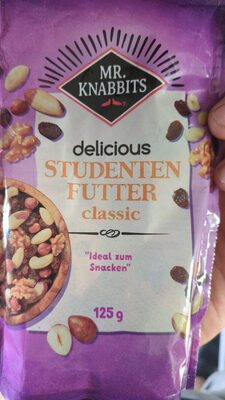 MR.
KNABBITS
delicious
STUDENTEN
FUTTER
classic
"Ideal zum
Snacken"
125 g